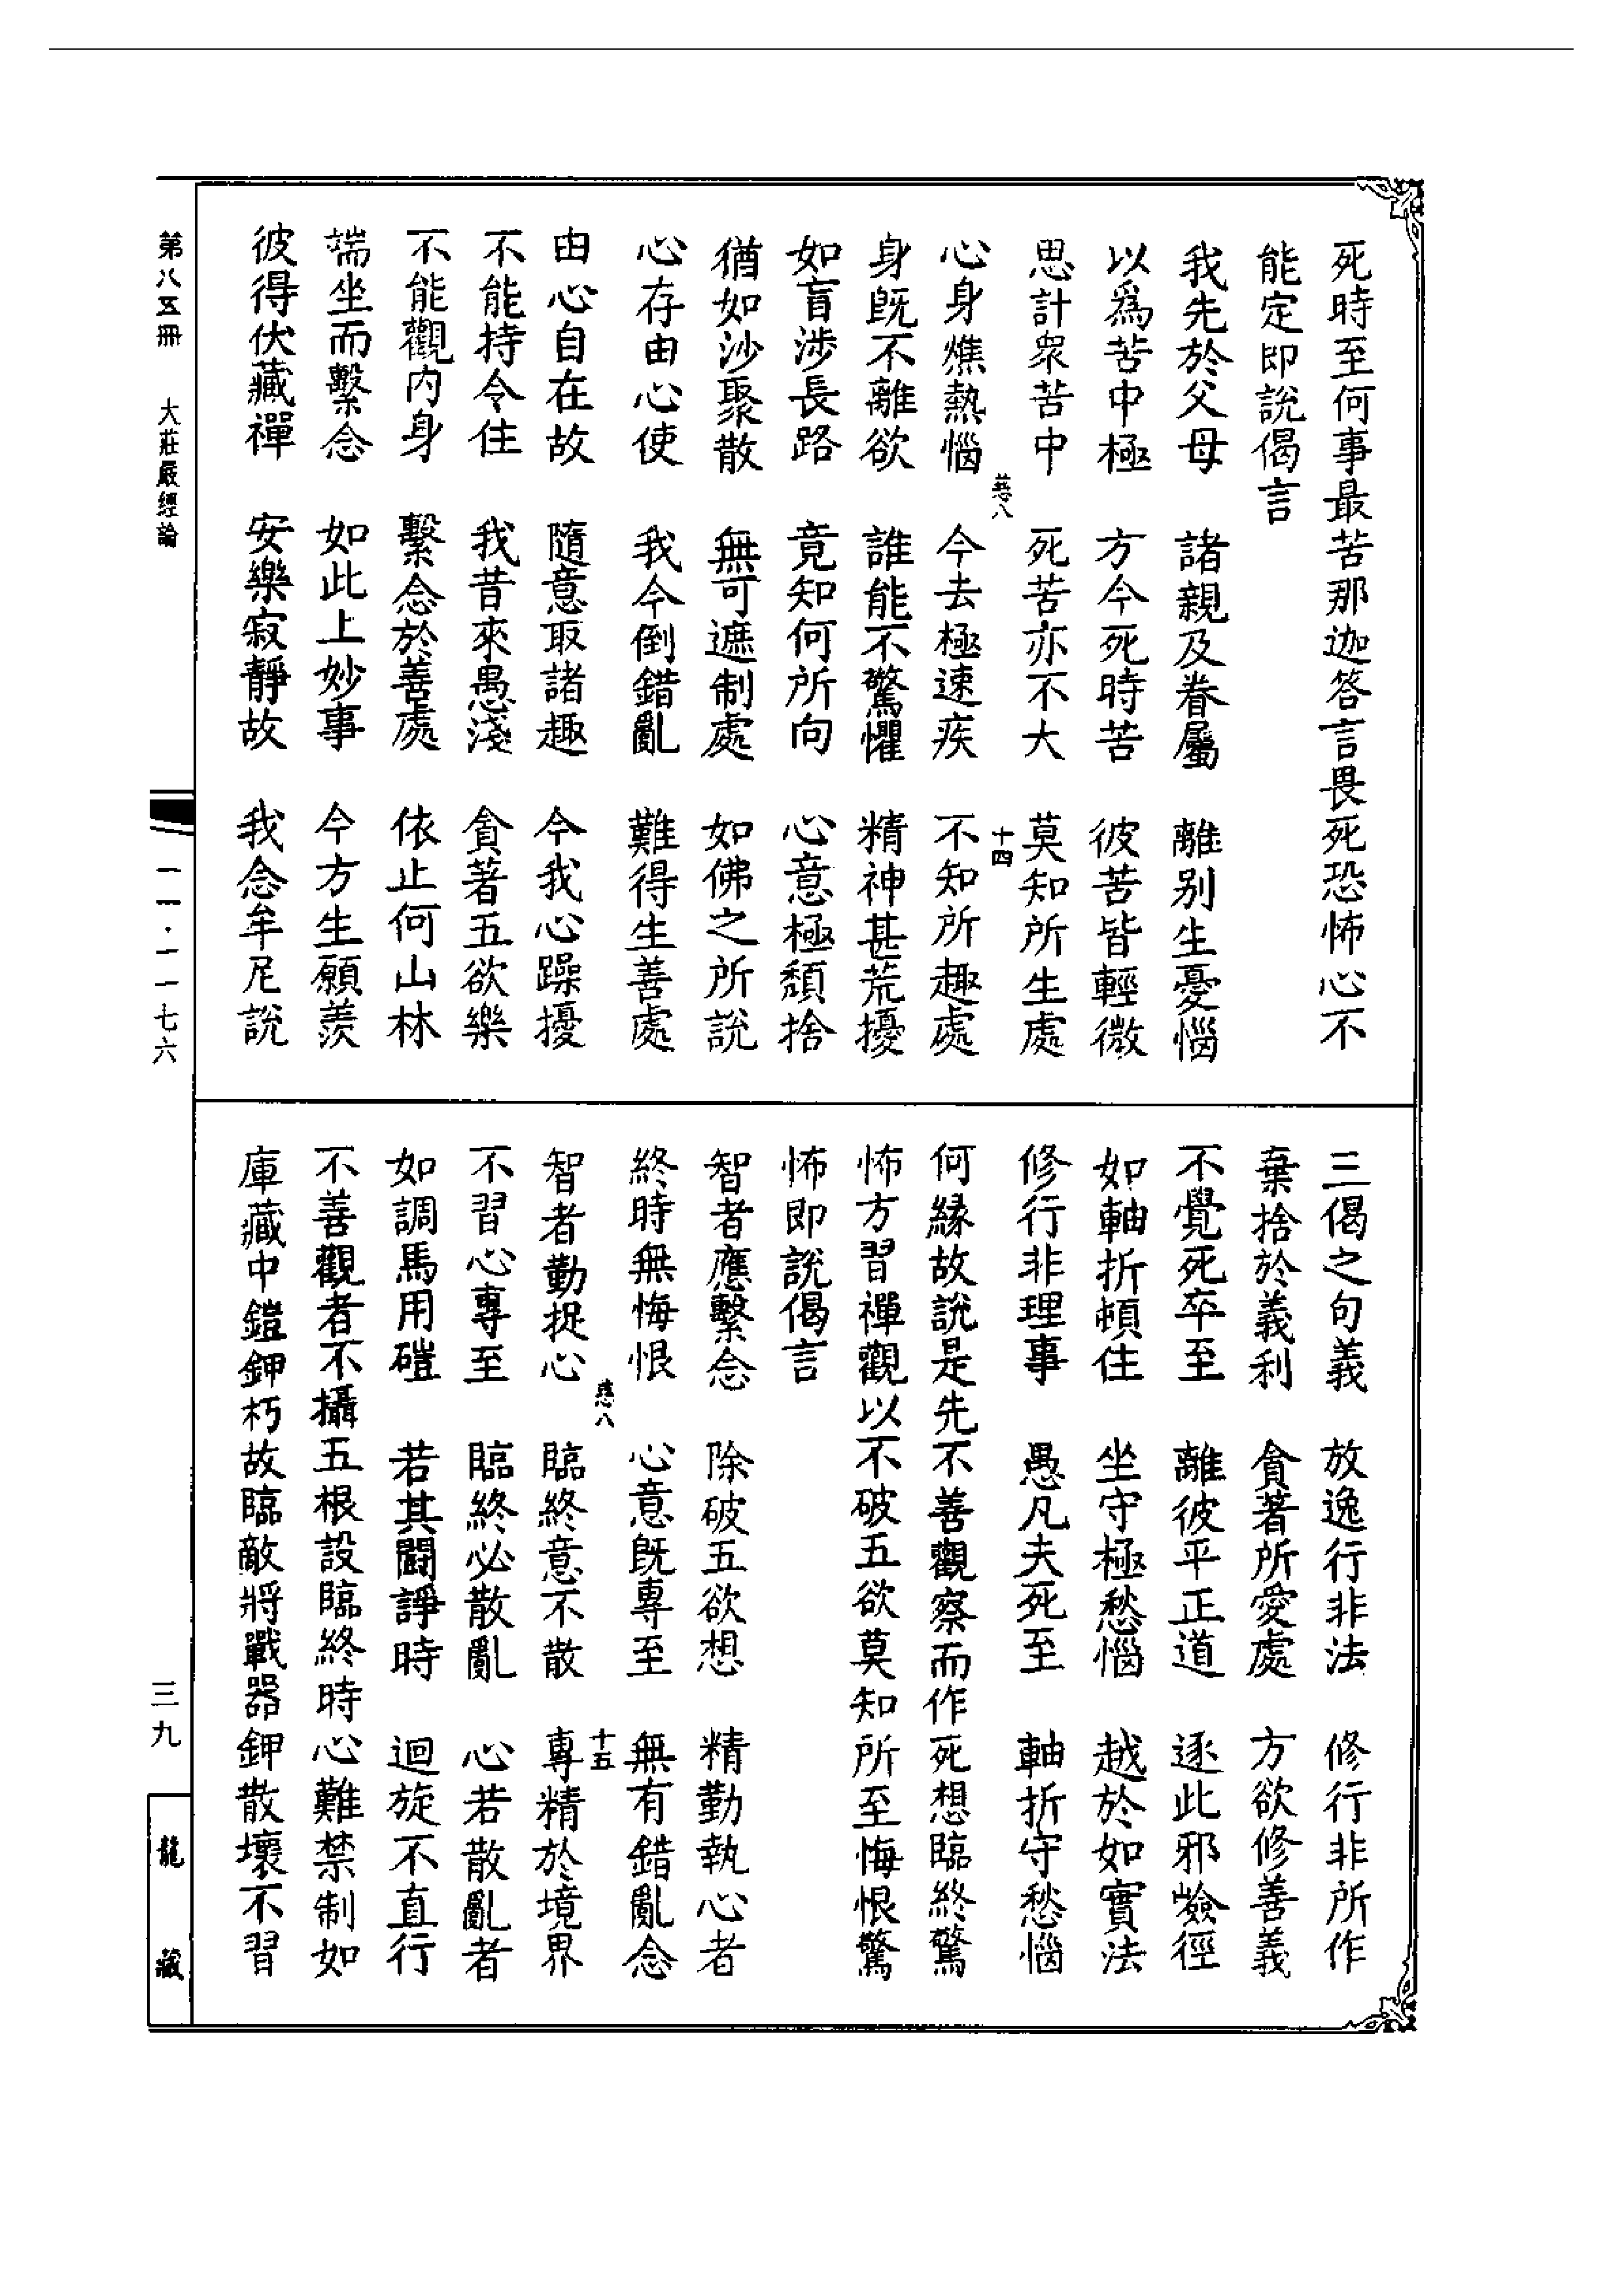 死時至何事最苦那迦答言畏死恐怖心不
能定即說偈言
我先於父母　諸親及眷屬　離别生憂惱
以爲苦中極　方今死時苦　彼苦皆輕微
思計衆苦中　死苦亦不大　莫知所生處
慈八　十四
心身燋熱惱　今去極速疾　不知所趣處
身旣不離欲　誰能不驚懼　精神甚荒擾
如盲涉長路　竟知何所向　心意極頹捨
猶如沙聚散　無可遮制處　如佛之所說
心存由心使　我今倒錯亂　難得生善處
由心自在故　隨意取諸趣　今我心躁擾
不能持令住　我昔來愚淺　貪著五欲樂
不能觀内身　繫念於善處　依止何山林
端坐而繫念　如此上妙事　今方生願羨
彼得伏藏禪　安樂寂靜故　我念牟尼說
三偈之句義　放逸行非法　修行非所作
棄捨於義利　貪著所愛處　方欲修善義
不覺死卒至　離彼平正道　逐此邪嶮徑
如軸折頓住　坐守極愁惱　越於如實法
修行非理事　愚凡夫死至　軸折守愁惱
何緣故說是先不善觀察而作死想臨終驚
怖方習禪觀以不破五欲莫知所至悔恨驚
怖即說偈言
智者應繫念　除破五欲想　精勤執心者
終時無悔恨　心意旣專至　無有錯亂念
慈八　十五
智者勤捉心　臨終意不散　專精於境界
不習心專至　臨終必散亂　心若散亂者
如調馬用磑　若其鬭諍時　迴旋不直行
不善觀者不攝五根設臨終時心難禁制如
庫藏中鎧鉀朽故臨敵將戰器鉀散壞不習
第八五冊　大莊嚴經論
一一·一一七六
三九
龍藏